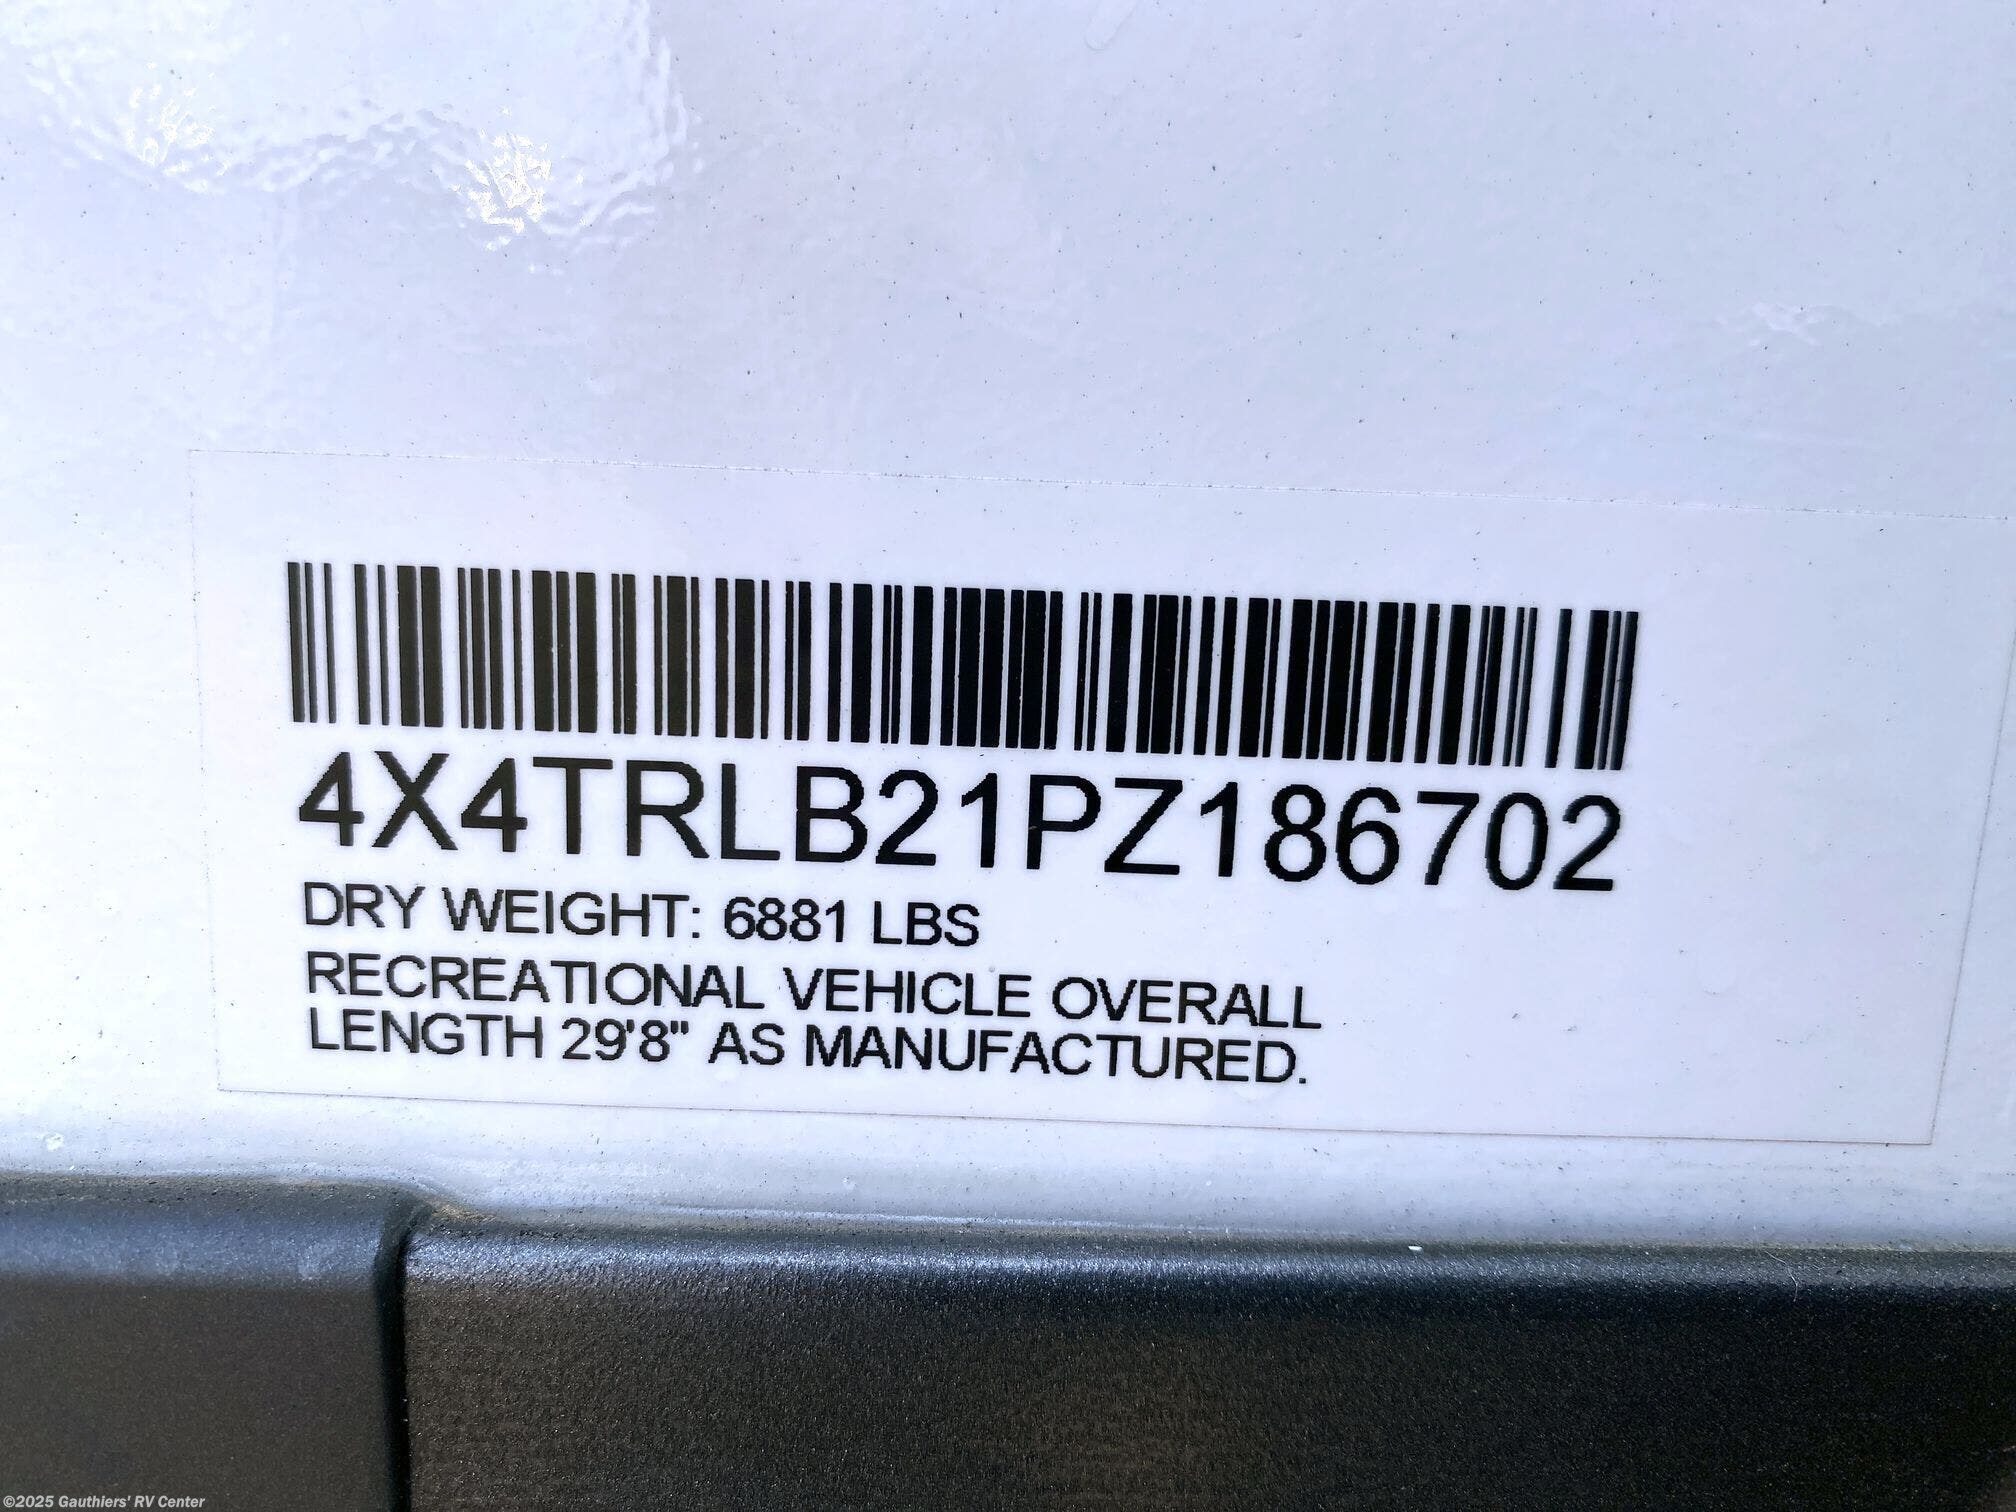 4X4TRLB21PZ186702
DRY WEIGHT: 6881 LBS
RECREATIONAL VEHICLE OVERALL
LENGTH 29'8" AS MANUFACTURED.
©2025 Gauthiers' RV Center